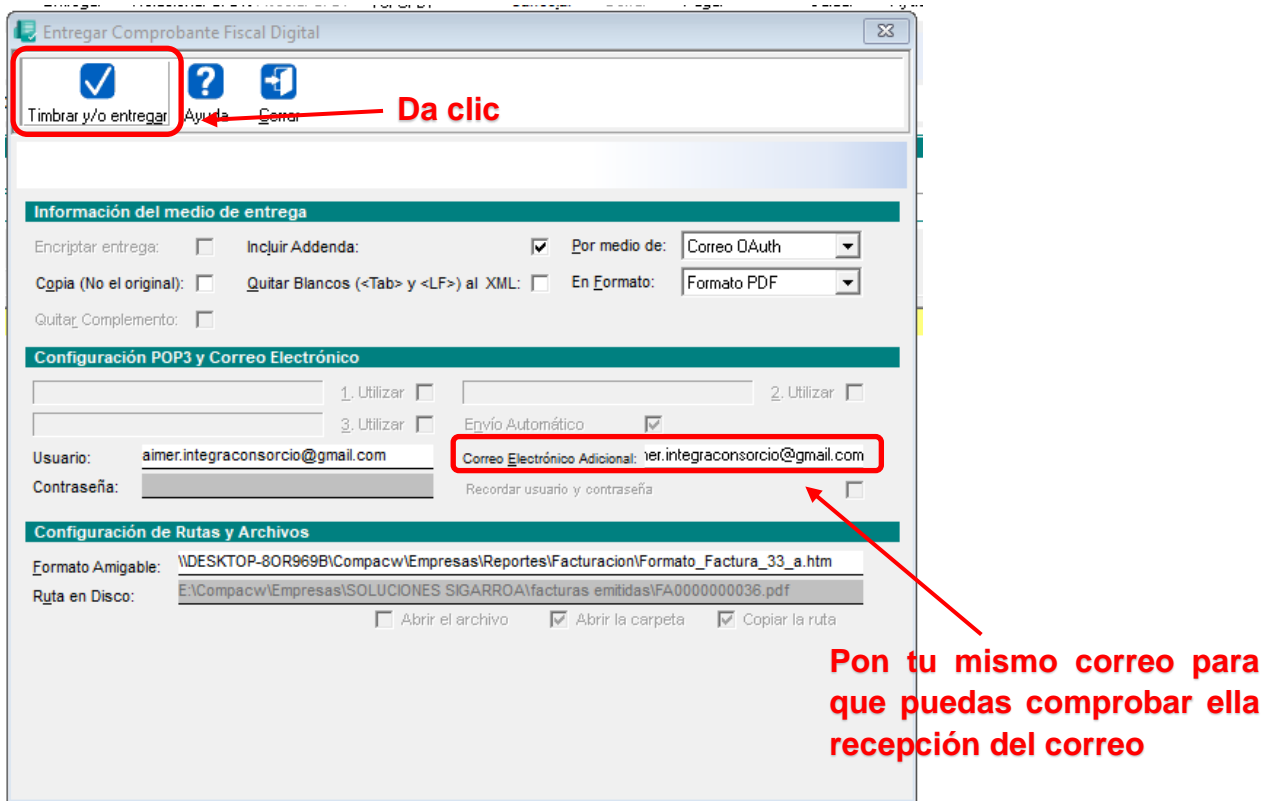 Entregar Comprobante Fiscal Digital
Timbrar y/o entregar Ayuda Cerrar
Da clic
Información del medio de entrega
Encriptar entrega: Incluir Addenda: Por medio de: Correo OAuth
Copia (No el original): Quitar Blancos (<Tab> y <LF>) al XML: En Formato: Formato PDF
Quitar Complemento:
Configuración POP3 y Correo Electrónico
1. Utilizar 2. Utilizar
3. Utilizar Envío Automático
Usuario: aimer.integraconsorcio@gmail.com Correo Electrónico Adicional: er.integraconsorcio@gmail.com
Contraseña: Recordar usuario y contraseña
Configuración de Rutas y Archivos
Formato Amigable: \\DESKTOP-8OR969B\Compacw\Empresas\Reportes\Facturacion\Formato_Factura_33_a.htm
Ruta en Disco: E:\Compacw\Empresas\SOLUCIONES SIGARROA\facturas emitidas\FA0000000036.pdf
Abrir el archivo Abrir la carpeta Copiar la ruta
Pon tu mismo correo para
que puedas comprobar ella
recepción del correo